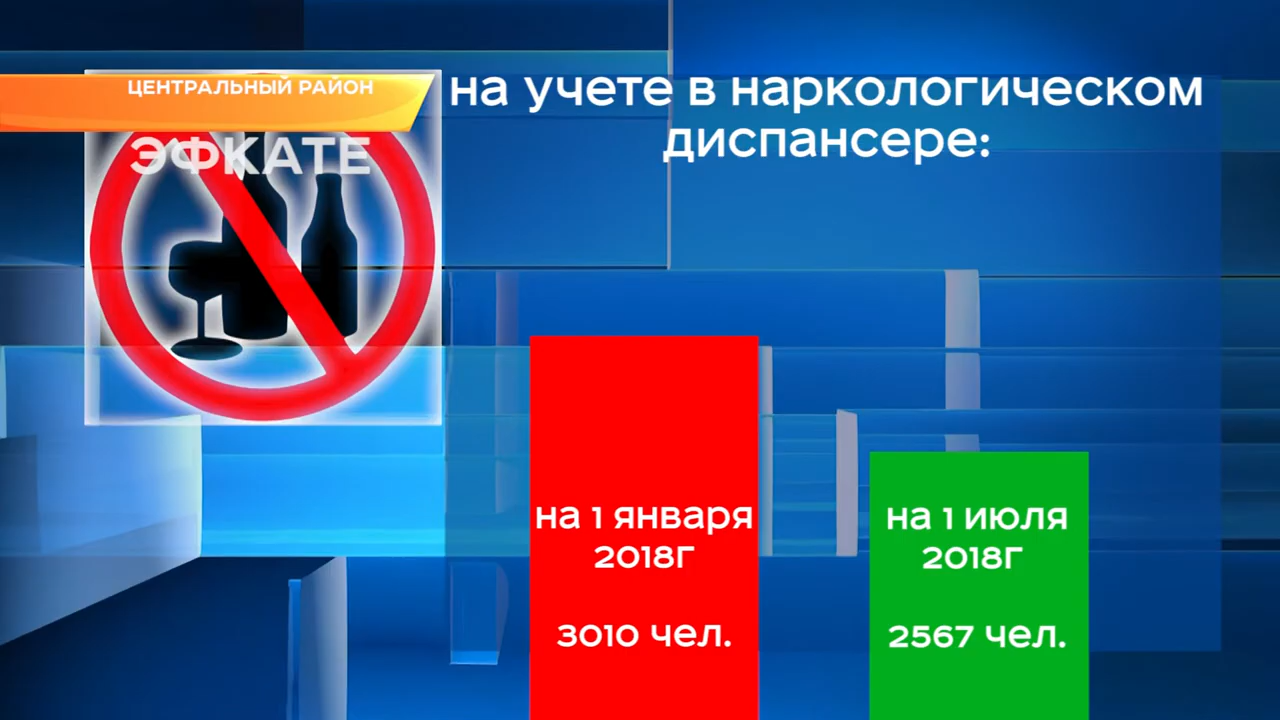 ЦЕНТРАЛЬНЫЙ РАЙОН
ЭФКАТЕ
на учете в наркологическом
диспансере:
на 1 января
2018г
3010 чел.
на 1 июля
2018г
2567 чел.